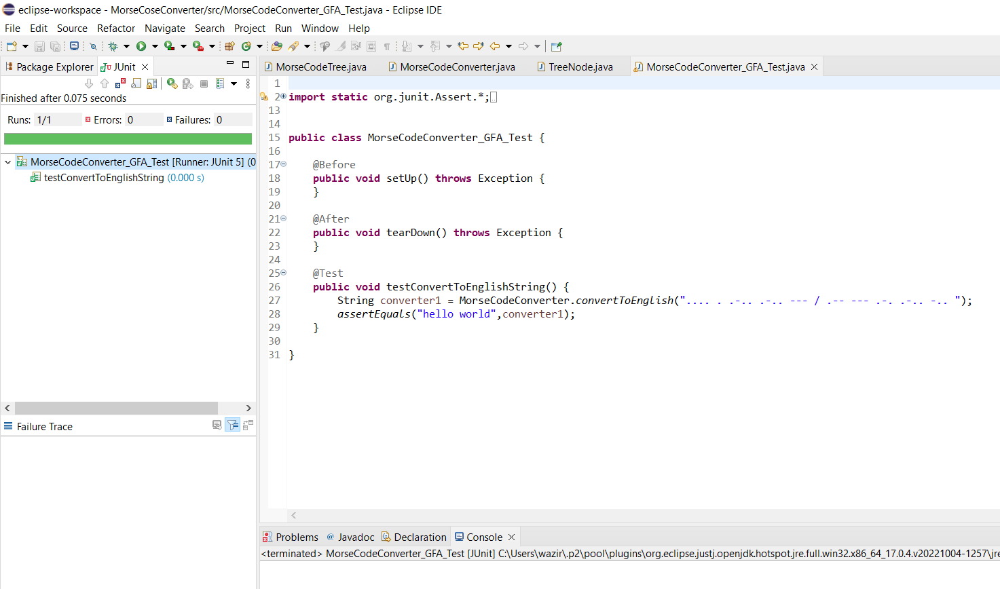 eclipse-workspace - MorseCoseConverter/src/MorseCodeConverter_GFA_Test.java - Eclipse IDE
File Edit Source Refactor Navigate Search Project Run Window Help
Package Explorer JUnit
Finished after 0.075 seconds
Runs: 1/1 Errors: 0 Failures: 0
MorseCodeConverter_GFA_Test [Runner: JUnit 5] (0
testConvertToEnglishString (0.000 s)
Failure Trace
MorseCodeTree.java MorseCodeConverter.java TreeNode.java MorseCodeConverter_GFA_Test.java
1
2 import static org.junit.Assert.*;
13
14
15 public class MorseCodeConverter_GFA_Test {
16
17 @Before
18 public void setUp() throws Exception {
19 }
20
21 @After
22 public void tearDown() throws Exception {
23 }
24
25 @Test
26 public void testConvertToEnglishString() {
27 String converter1 = MorseCodeConverter.convertToEnglish(".... . .-.. .-.. --- / .-- --- .-. .-.. -.. ");
28 assertEquals("hello world",converter1);
29 }
30
31 }
Problems @ Javadoc Declaration Console
<terminated> MorseCodeConverter_GFA_Test [JUnit] C:\Users\wazir\.p2\pool\plugins\org.eclipse.justj.openjdk.hotspot.jre.full.win32.x86_64_17.0.4.v20221004-1257\jre